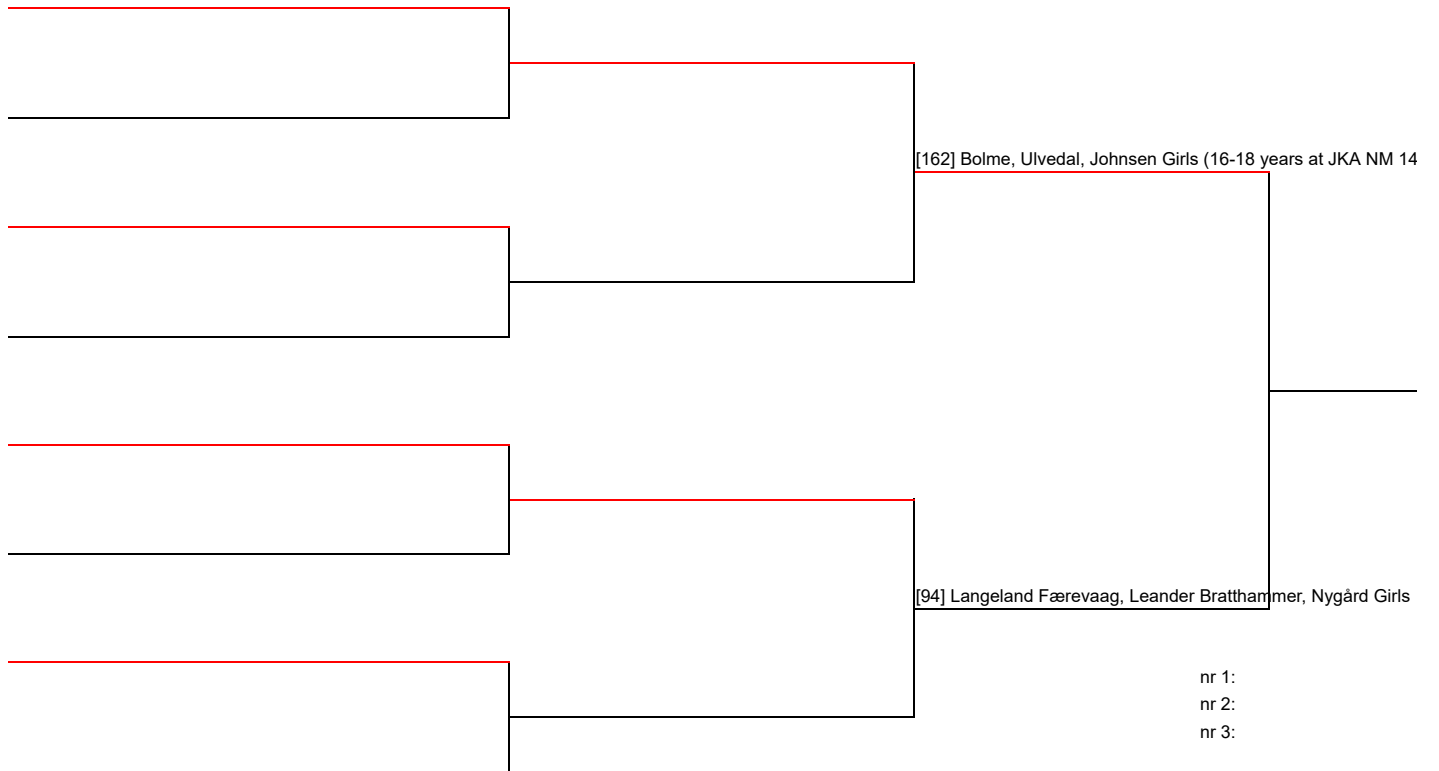 [162] Bolme, Ulvedal, Johnsen Girls (16-18 years at JKA NM 14
[94] Langeland Færevaag, Leander Bratthammer, Nygård Girls
nr 1:
nr 2:
nr 3: